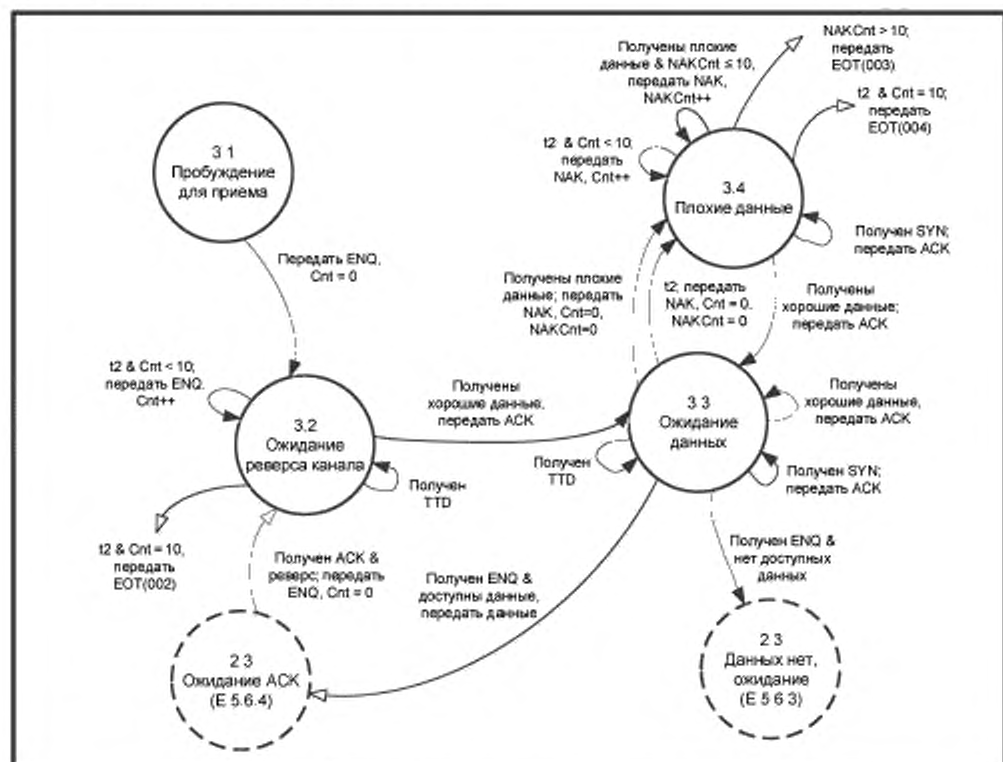 NAKCnt > 10;
передать
EOT(003)
Получены плохие
данные & NAKCnt ≤ 10,
передать NAK,
NAKCnt++
t2 & Cnt = 10;
передать
EOT(004)
t2 & Cnt < 10;
передать
NAK, Cnt++
3 1
Пробуждение
для приема
3.4
Плохие данные
Получен SYN;
передать ACK
Передать ENQ,
Cnt = 0
Получены плохие
данные; передать
NAK, Cnt=0,
NAKCnt=0
t2; передать
NAK, Cnt = 0.
NAKCnt = 0
Получены
хорошие данные;
передать ACK
t2 & Cnt < 10;
передать ENQ.
Cnt++
Получены
хорошие данные,
передать ACK
3.2
Ожидание
реверса канала
3 3
Ожидание
данных
Получены
хорошие данные,
передать ACK
Получен
TTD
Получен
TTD
Получен SYN;
передать ACK
t2 & Cnt = 10,
передать
EOT(002)
Получен ACK &
реверс; передать
ENQ, Cnt = 0
Получен ENQ &
доступны данные,
передать данные
Получен ENQ &
нет доступных
данных
2 3
Ожидание ACK
(E 5.6.4)
2 3
Данных нет,
ожидание
(E 5 6 3)